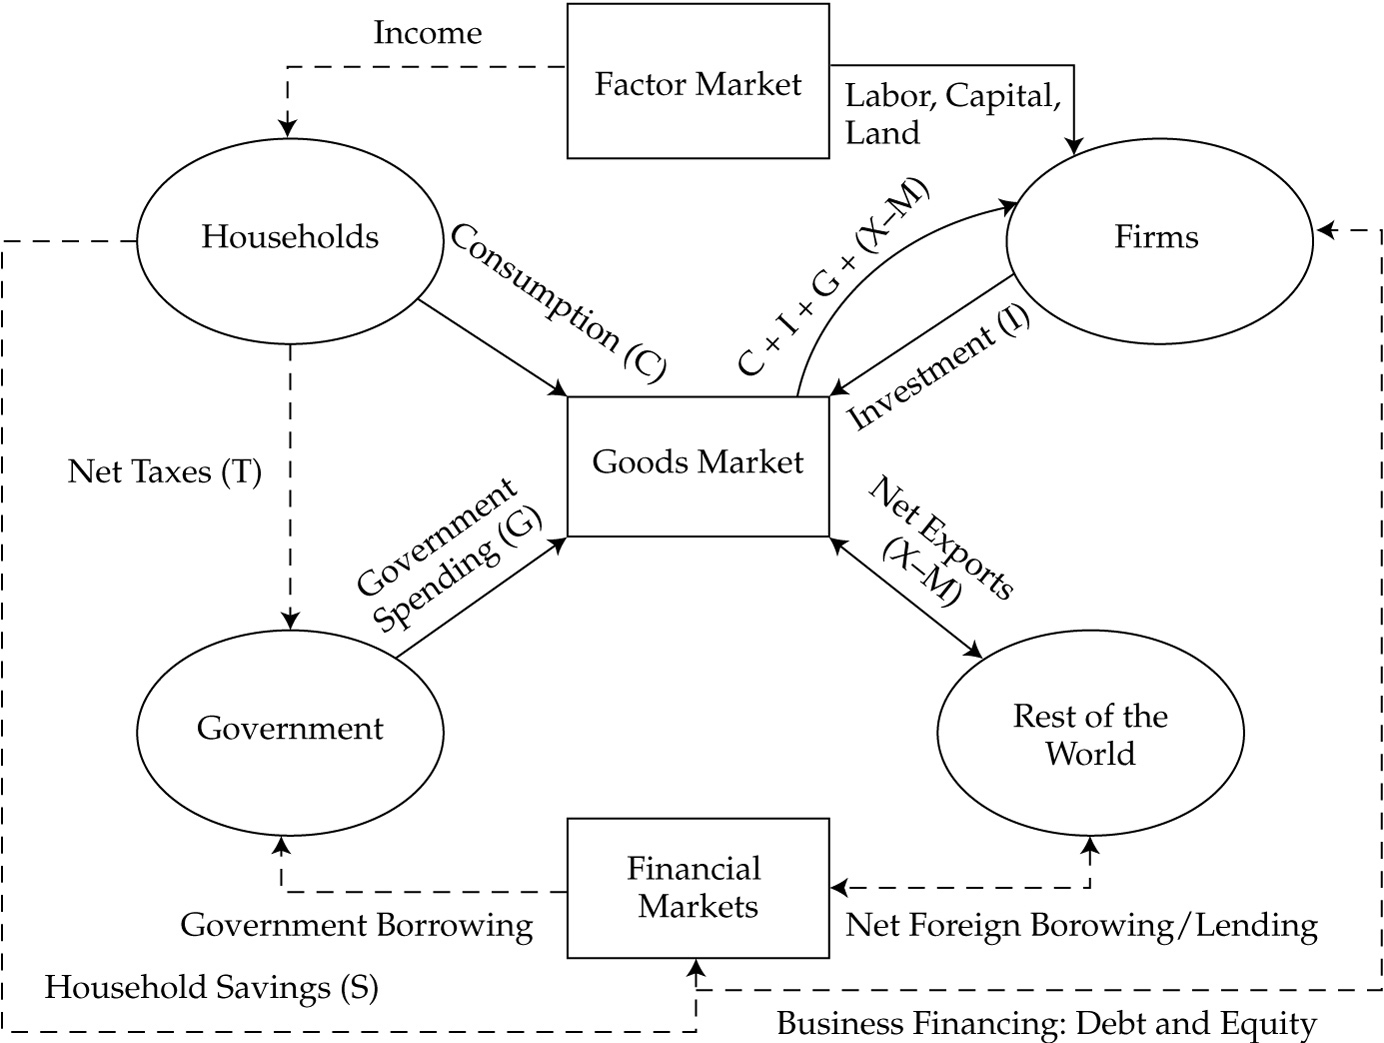 Income
Factor Market
Labor, Capital,
Land
Households
Consumption (C)
C + I + G + (X–M)
Firms
Investment (I)
Goods Market
Net Taxes (T)
Government
Spending (G)
Net Exports
(X–M)
Government
Rest of the
World
Financial
Markets
Government Borrowing
Net Foreign Borowing/Lending
Household Savings (S)
Business Financing: Debt and Equity